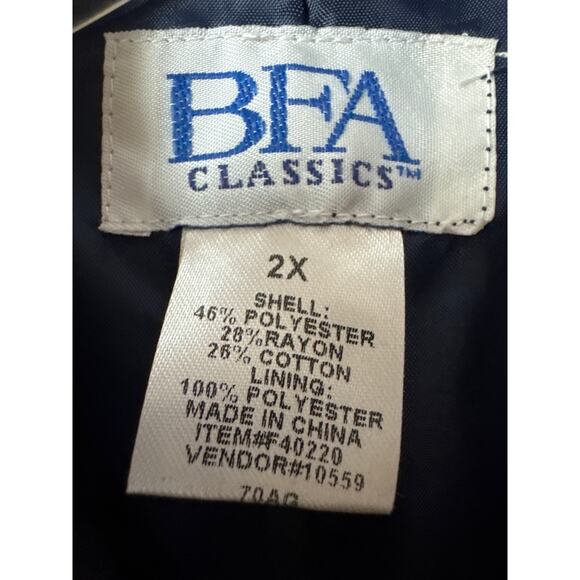 BFA
CLASSICS™
2X
SHELL:
46% POLYESTER
28%RAYON
26% COTTON
LINING:
100% POLYESTER
MADE IN CHINA
ITEM#F40220
VENDOR#10559
70AG